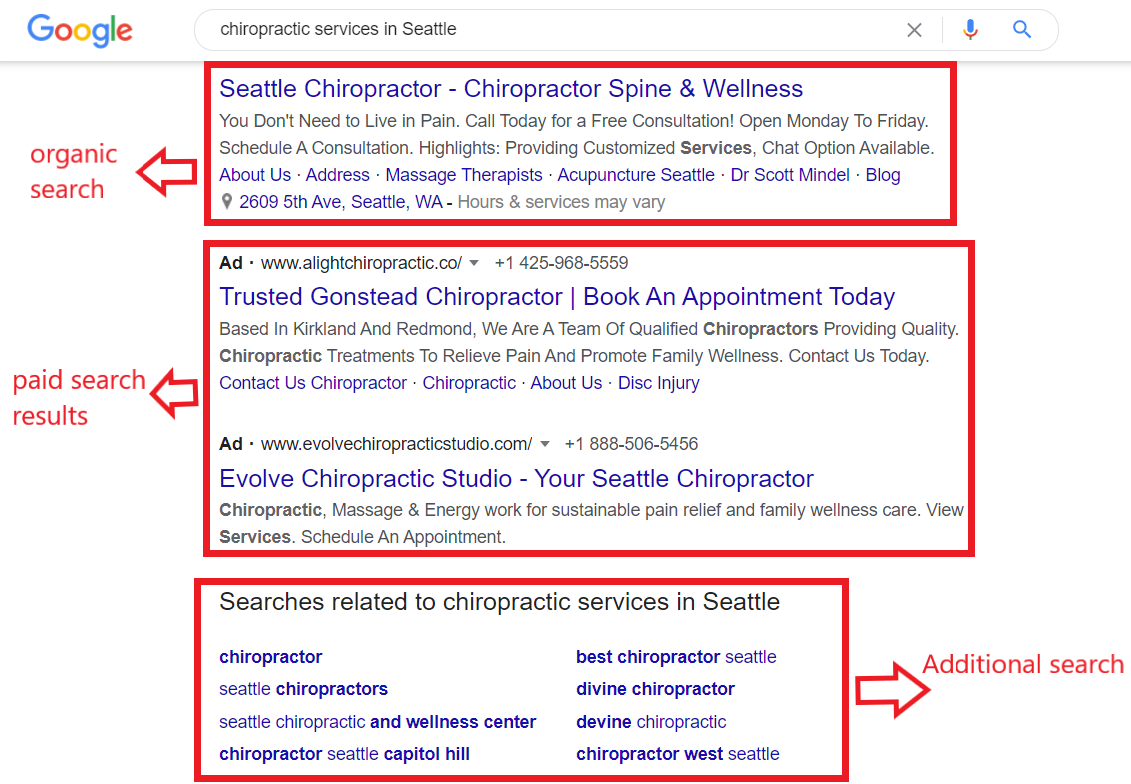 Google
chiropractic services in Seattle
Seattle Chiropractor - Chiropractor Spine & Wellness
You Don't Need to Live in Pain. Call Today for a Free Consultation! Open Monday To Friday.
Schedule A Consultation. Highlights: Providing Customized Services, Chat Option Available.
About Us · Address · Massage Therapists · Acupuncture Seattle · Dr Scott Mindel · Blog
2609 5th Ave, Seattle, WA - Hours & services may vary
organic
search
Ad · www.alightchiropractic.co/ +1 425-968-5559
Trusted Gonstead Chiropractor | Book An Appointment Today
Based In Kirkland And Redmond, We Are A Team Of Qualified Chiropractors Providing Quality.
Chiropractic Treatments To Relieve Pain And Promote Family Wellness. Contact Us Today.
Contact Us Chiropractor · Chiropractic · About Us · Disc Injury
paid search
results
Ad · www.evolvechiropracticstudio.com/ +1 888-506-5456
Evolve Chiropractic Studio - Your Seattle Chiropractor
Chiropractic, Massage & Energy work for sustainable pain relief and family wellness care. View
Services. Schedule An Appointment.
Searches related to chiropractic services in Seattle
chiropractor
seattle chiropractors
seattle chiropractic and wellness center
chiropractor seattle capitol hill
best chiropractor seattle
divine chiropractor
devine chiropractic
chiropractor west seattle
Additional search